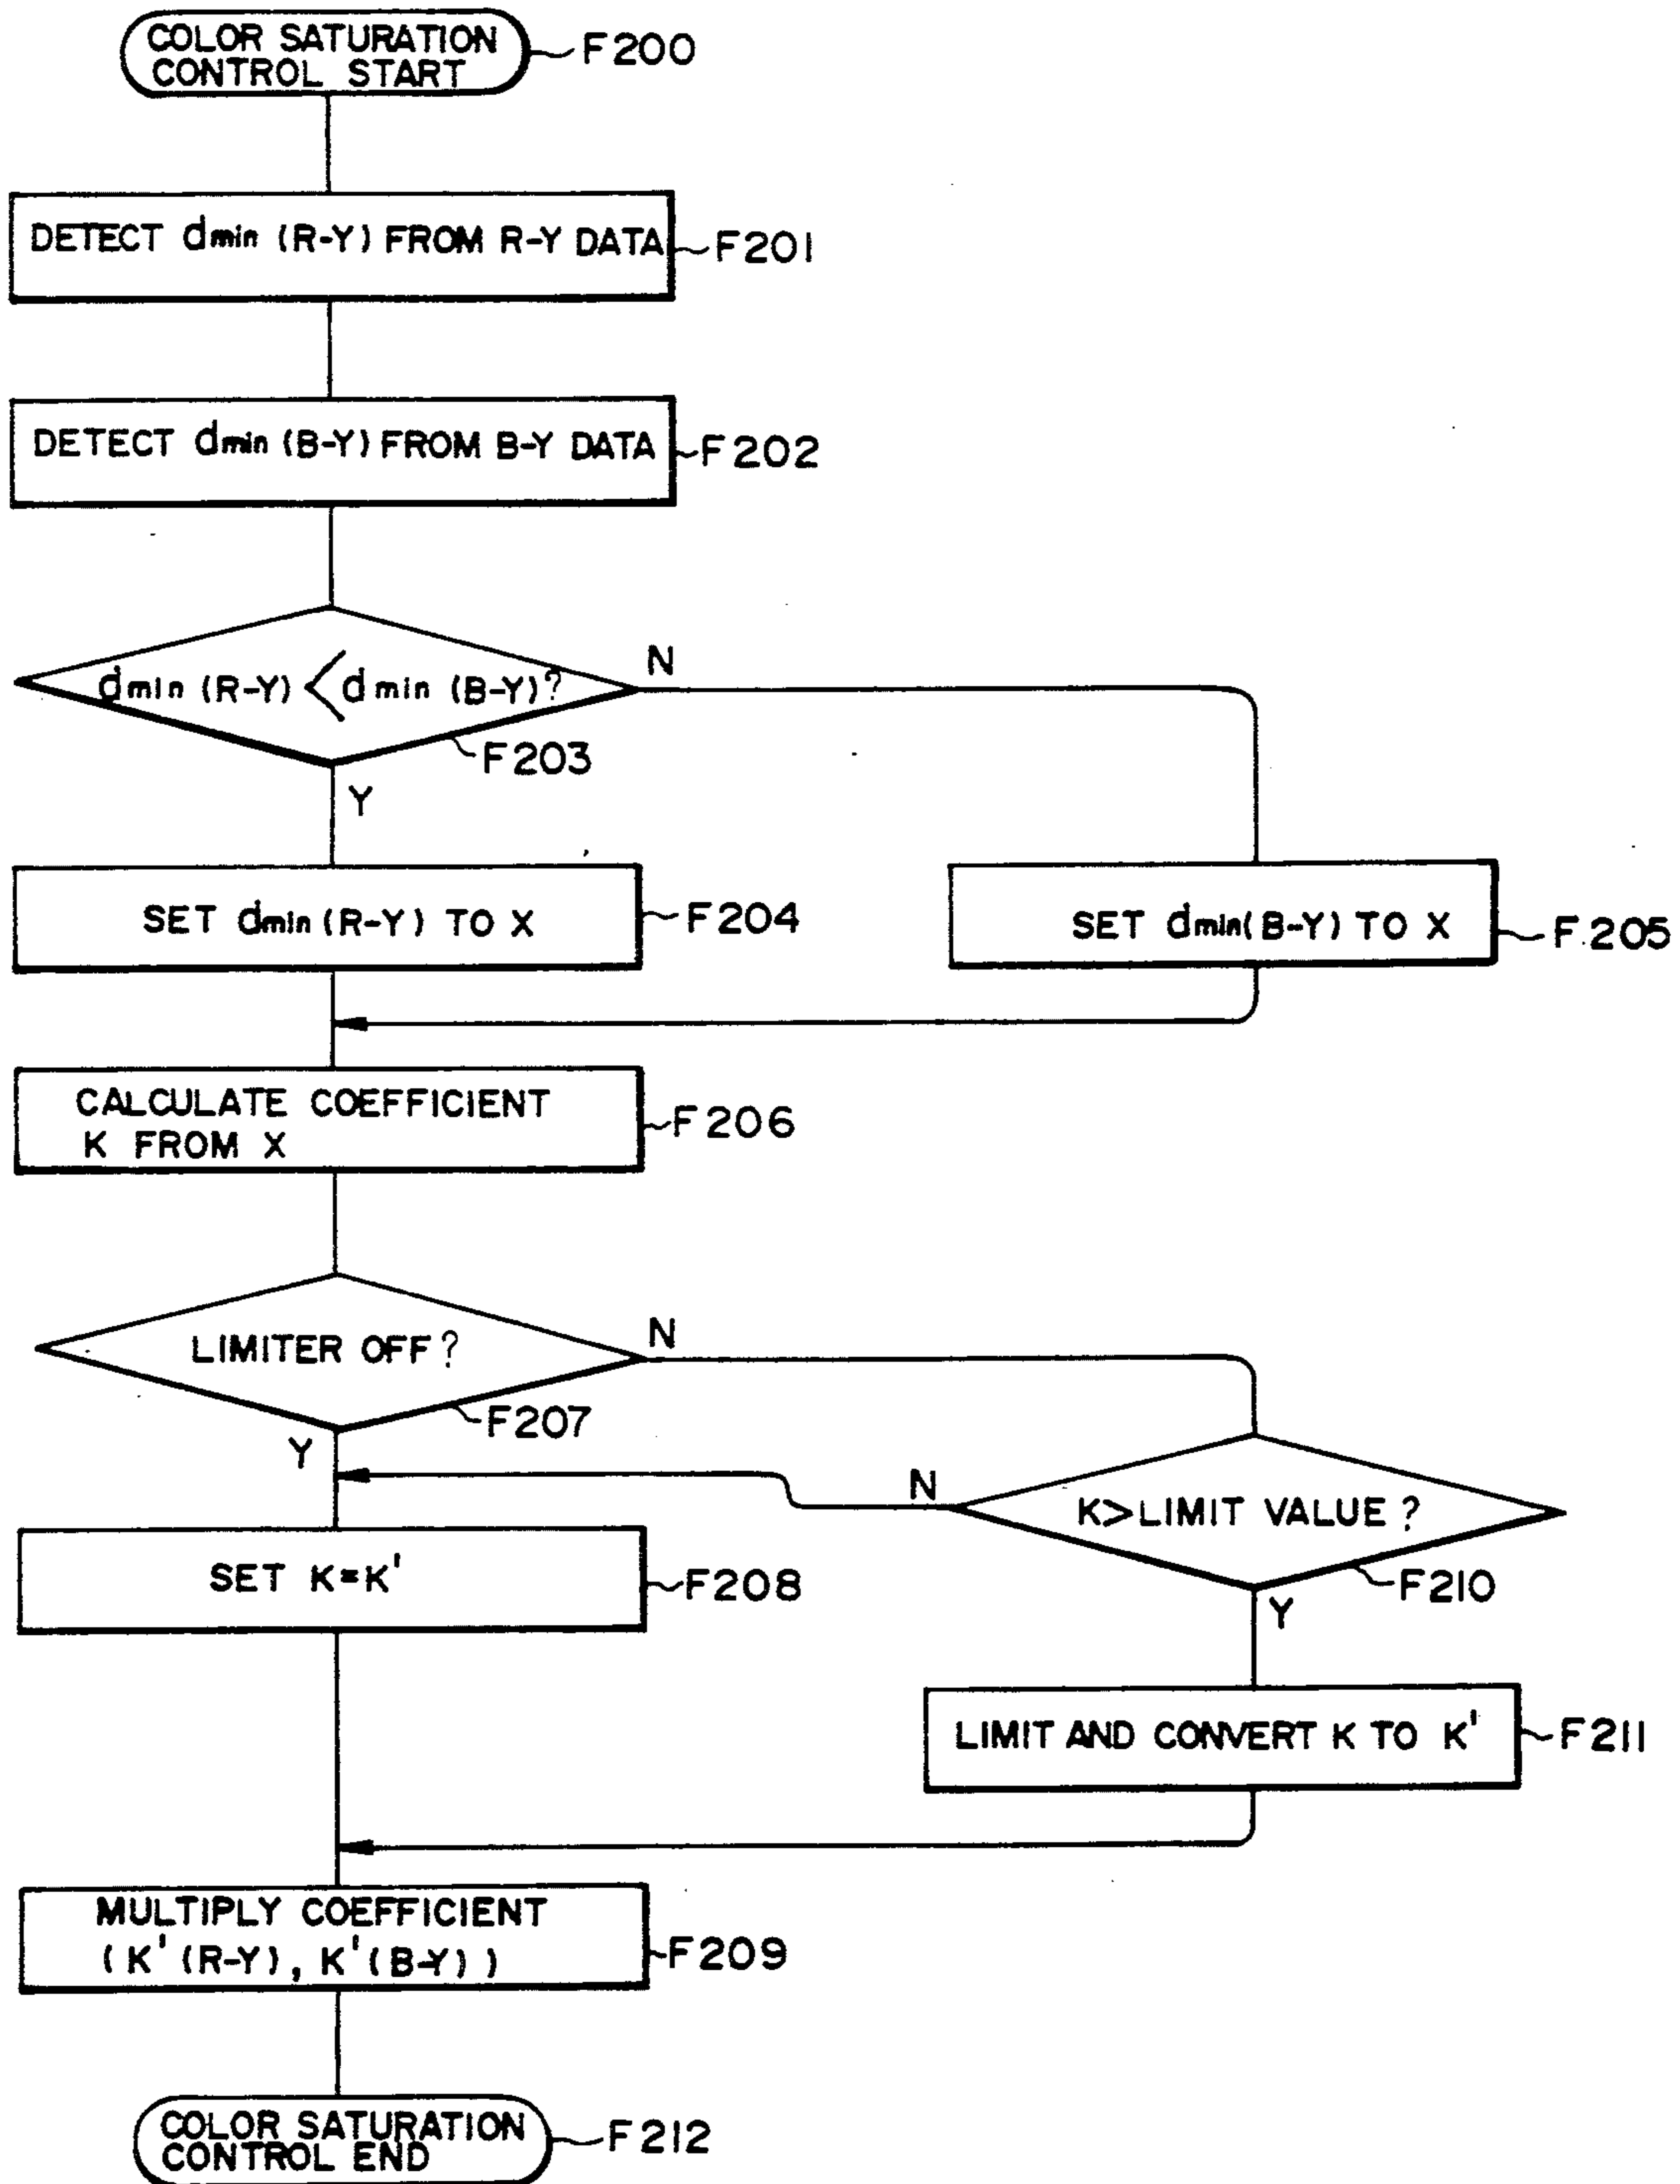 COLOR SATURATION
CONTROL START
F200
DETECT dmin (R-Y) FROM R-Y DATA
F201
DETECT dmin (B-Y) FROM B-Y DATA
F202
dmin (R-Y) < dmin (B-Y)?
N
F203
Y
SET dmin (R-Y) TO X
F204
SET dmin(B-Y) TO X
F.205
CALCULATE COEFFICIENT
K FROM X
F206
LIMITER OFF?
N
F207
Y
N
K>LIMIT VALUE?
F210
Y
SET K=K'
F208
LIMIT AND CONVERT K TO K'
F211
MULTIPLY COEFFICIENT
(K'(R-Y), K'(B-Y))
F209
COLOR SATURATION
CONTROL END
F212